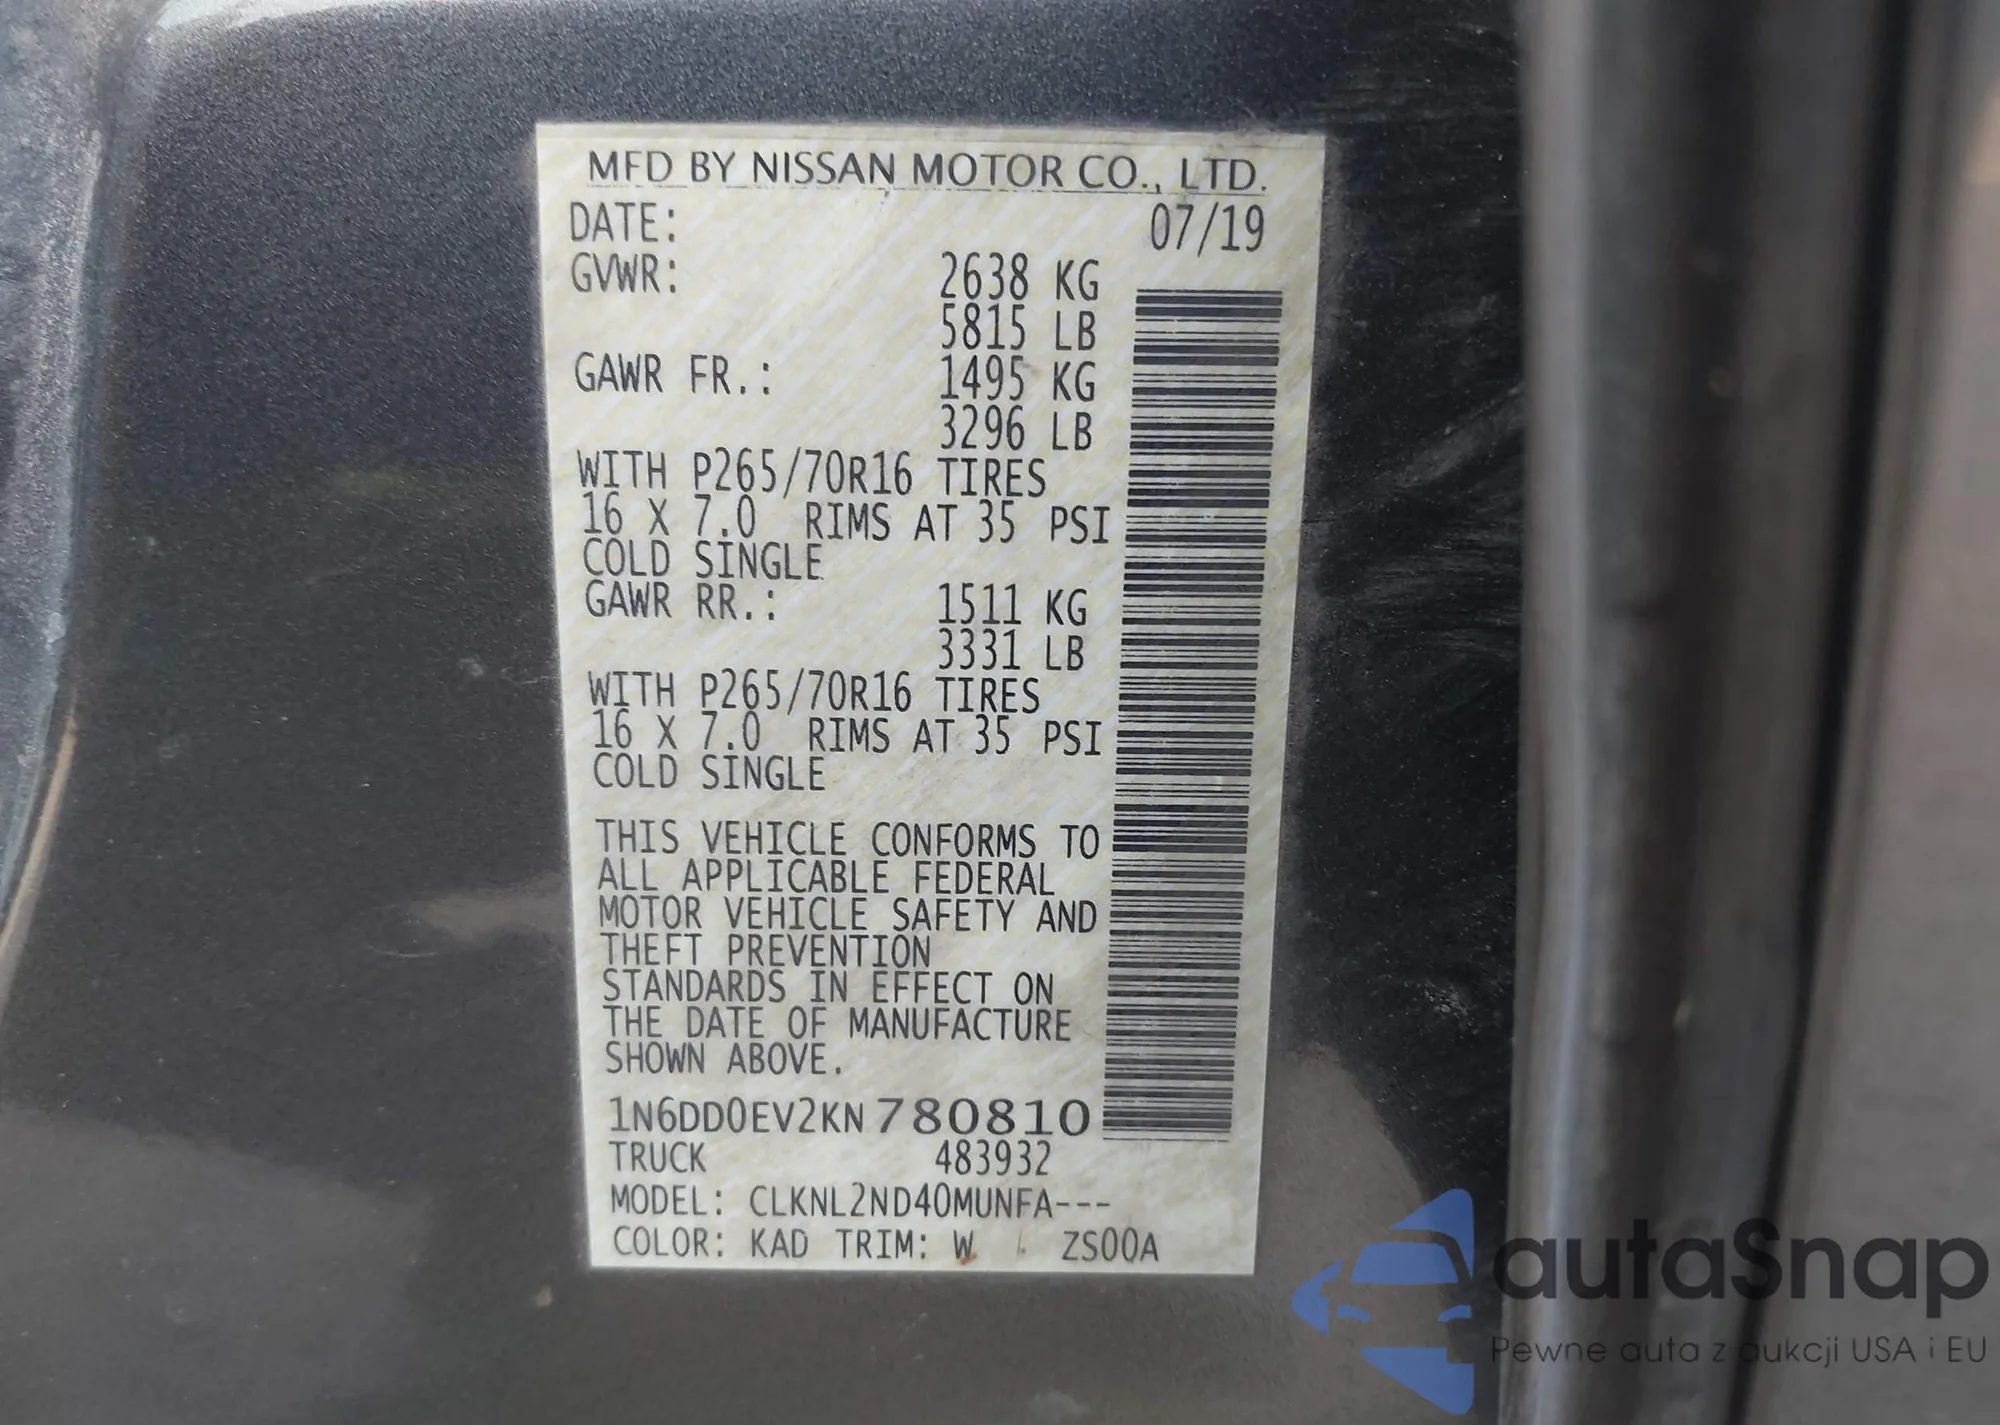 MFD BY NISSAN MOTOR CO., LTD.
DATE: 07/19
GVWR: 2638 KG
5815 LB
GAWR FR.: 1495 KG
3296 LB
WITH P265/70R16 TIRES
16 X 7.0 RIMS AT 35 PSI
COLD SINGLE
GAWR RR.: 1511 KG
3331 LB
WITH P265/70R16 TIRES
16 X 7.0 RIMS AT 35 PSI
COLD SINGLE
THIS VEHICLE CONFORMS TO
ALL APPLICABLE FEDERAL
MOTOR VEHICLE SAFETY AND
THEFT PREVENTION
STANDARDS IN EFFECT ON
THE DATE OF MANUFACTURE
SHOWN ABOVE.
1N6DD0EV2KN780810
TRUCK 483932
MODEL: CLKNL2ND40MUNFA---
COLOR: KAD TRIM: W ZS00A
autaSnap
Pewne auta z aukcji USA i EU